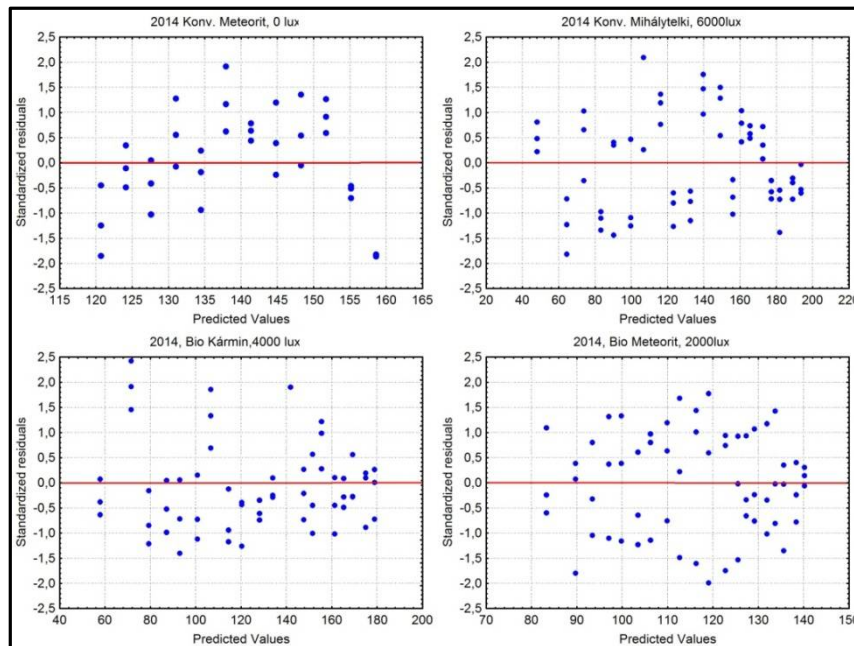 2014 Konv. Meteorit, 0 lux
Standardized residuals
2,5
2,0
1,5
1,0
0,5
0,0
-0,5
-1,0
-1,5
-2,0
-2,5
115 120 125 130 135 140 145 150 155 160 165
Predicted Values
2014 Konv. Mihálytelki, 6000lux
Standardized residuals
2,5
2,0
1,5
1,0
0,5
0,0
-0,5
-1,0
-1,5
-2,0
-2,5
20 40 60 80 100 120 140 160 180 200 220
Predicted Values
2014, Bio Kármin,4000 lux
Standardized residuals
2,5
2,0
1,5
1,0
0,5
0,0
-0,5
-1,0
-1,5
-2,0
-2,5
40 60 80 100 120 140 160 180 200
Predicted Values
2014, Bio Meteorit, 2000lux
Standardized residuals
2,5
2,0
1,5
1,0
0,5
0,0
-0,5
-1,0
-1,5
-2,0
-2,5
70 80 90 100 110 120 130 140 150
Predicted Values